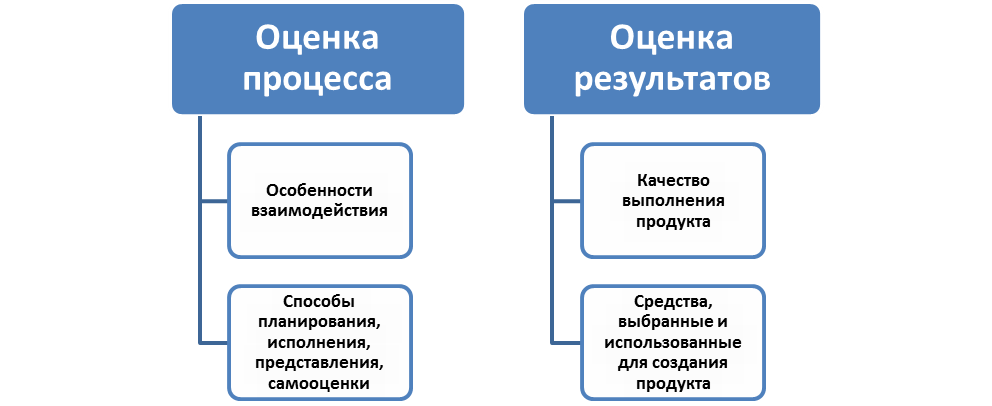 Оценка
процесса
Особенности
взаимодействия
Способы
планирования,
исполнения,
представления,
самооценки
Оценка
результатов
Качество
выполнения
продукта
Средства,
выбранные и
использованные
для создания
продукта